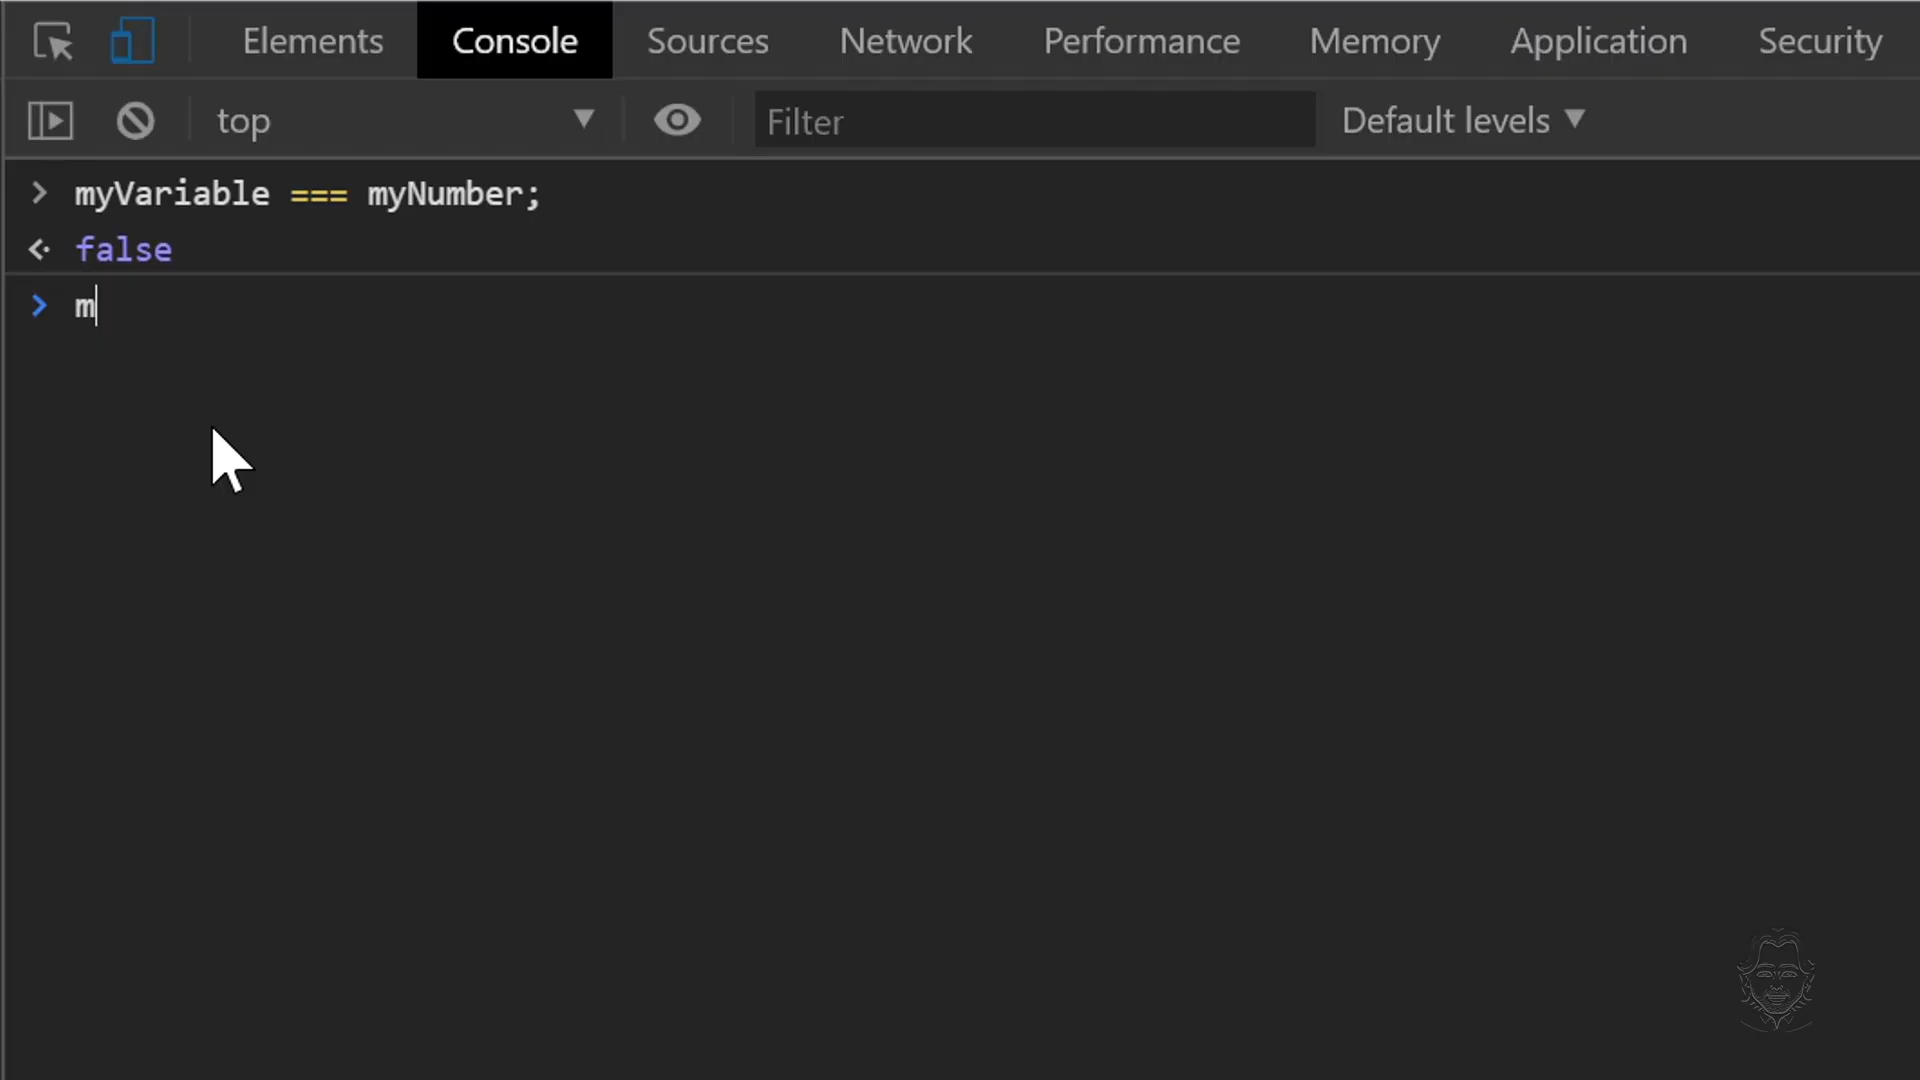 Elements Console Sources Network Performance Memory Application Security
top Filter Default levels
myVariable === myNumber;
false
m